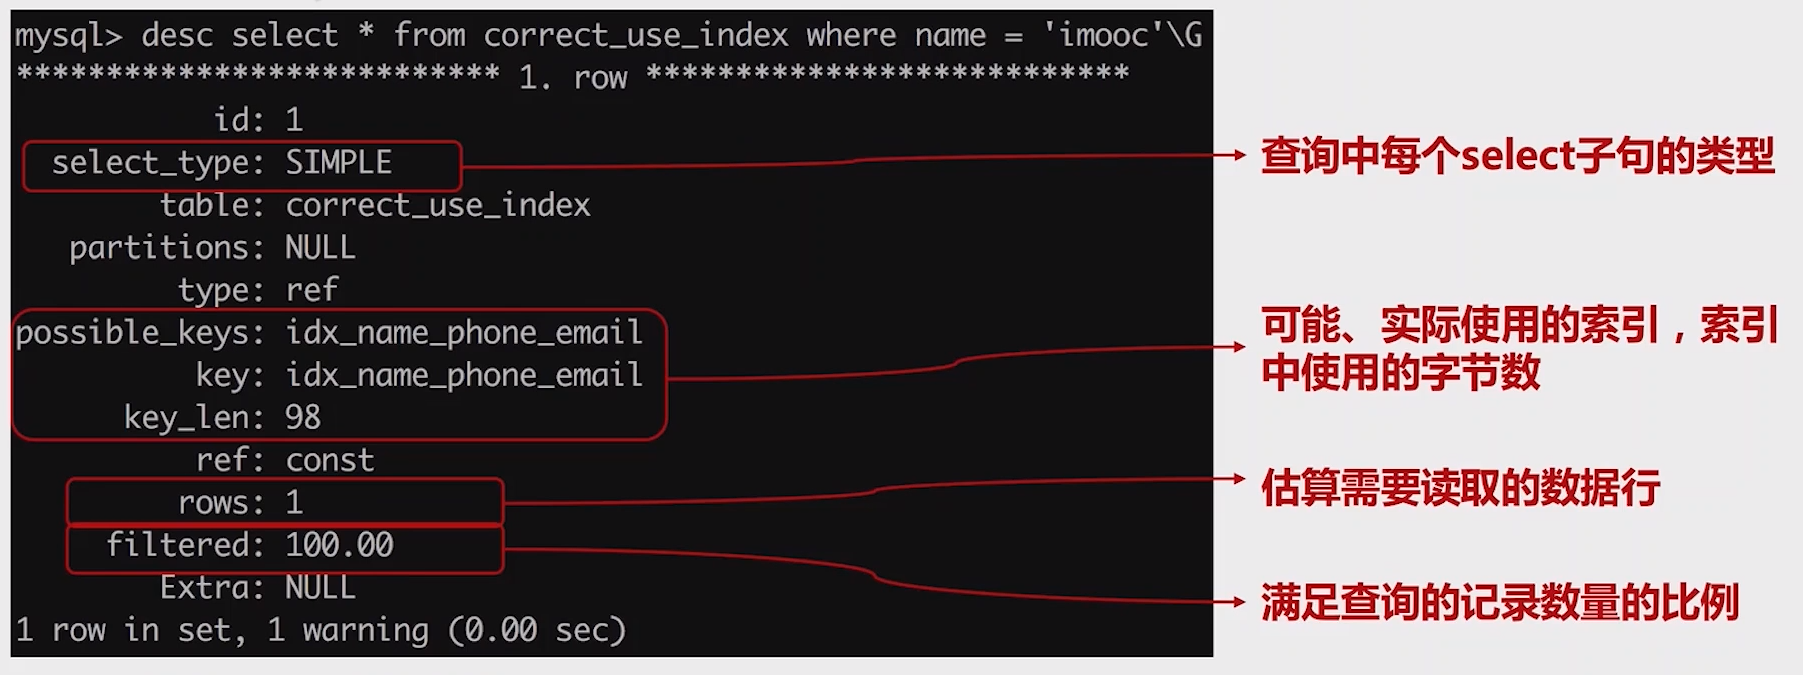 mysql> desc select * from correct_use_index where name = 'imooc'\G
*************************** 1. row ***************************
id: 1
select_type: SIMPLE
table: correct_use_index
partitions: NULL
type: ref
possible_keys: idx_name_phone_email
key: idx_name_phone_email
key_len: 98
ref: const
rows: 1
filtered: 100.00
Extra: NULL
1 row in set, 1 warning (0.00 sec)
查询中每个select子句的类型
可能、实际使用的索引，索引
中使用的字节数
估算需要读取的数据行
满足查询的记录数量的比例